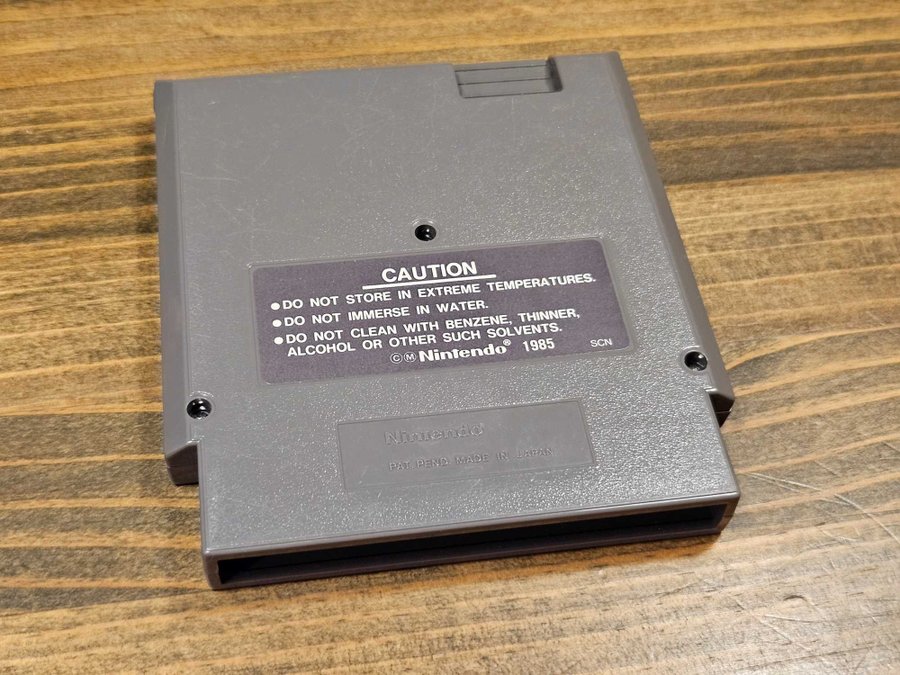 CAUTION
●DO NOT STORE IN EXTREME TEMPERATURES.
●DO NOT IMMERSE IN WATER.
●DO NOT CLEAN WITH BENZENE, THINNER,
ALCOHOL OR OTHER SUCH SOLVENTS.
©Ⓜ Nintendo® 1985 SCN
Nintendo
PAT. PEND. MADE IN JAPAN